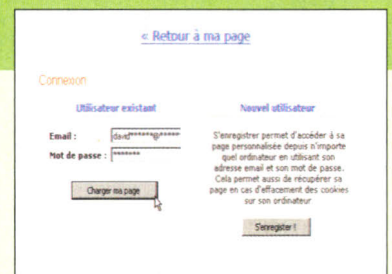 « Retour à ma page
Connexion
Utilisateur existant
Email : david******@*****
Mot de passe : *******
Charger ma page
Nouvel utilisateur
S'enregistrer permet d'accéder à sa
page personnalisée depuis n'importe
quel ordinateur en utilisant son
adresse email et son mot de passe.
Cela permet aussi de récupérer sa
page en cas d'effacement des cookies
sur son ordinateur
S'enregister !